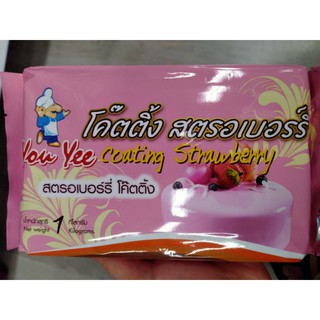 โค๊ตติ้ง สตรอเบอร์รี่
You Yee Coating Strawberry
สตรอเบอร์รี่ โค๊ตติ้ง
น้ำหนักสุทธิ 1 กิโลกรัม
Net weight Kilograms